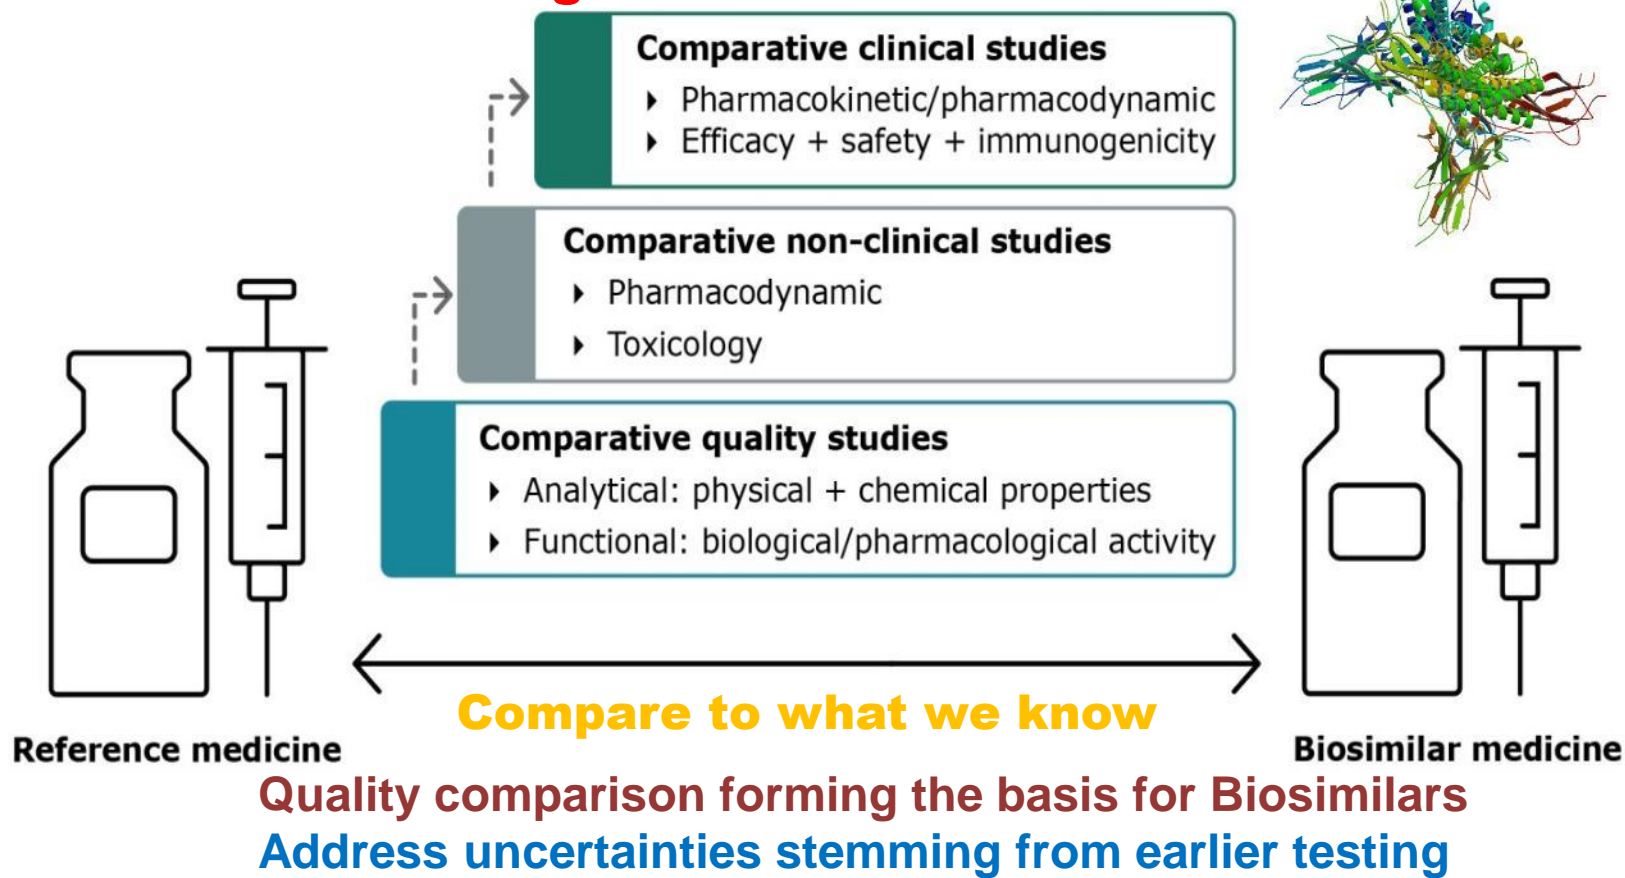 Comparative clinical studies
Pharmacokinetic/pharmacodynamic
Efficacy + safety + immunogenicity
Comparative non-clinical studies
Pharmacodynamic
Toxicology
Comparative quality studies
Analytical: physical + chemical properties
Functional: biological/pharmacological activity
Compare to what we know
Reference medicine
Biosimilar medicine
Quality comparison forming the basis for Biosimilars
Address uncertainties stemming from earlier testing